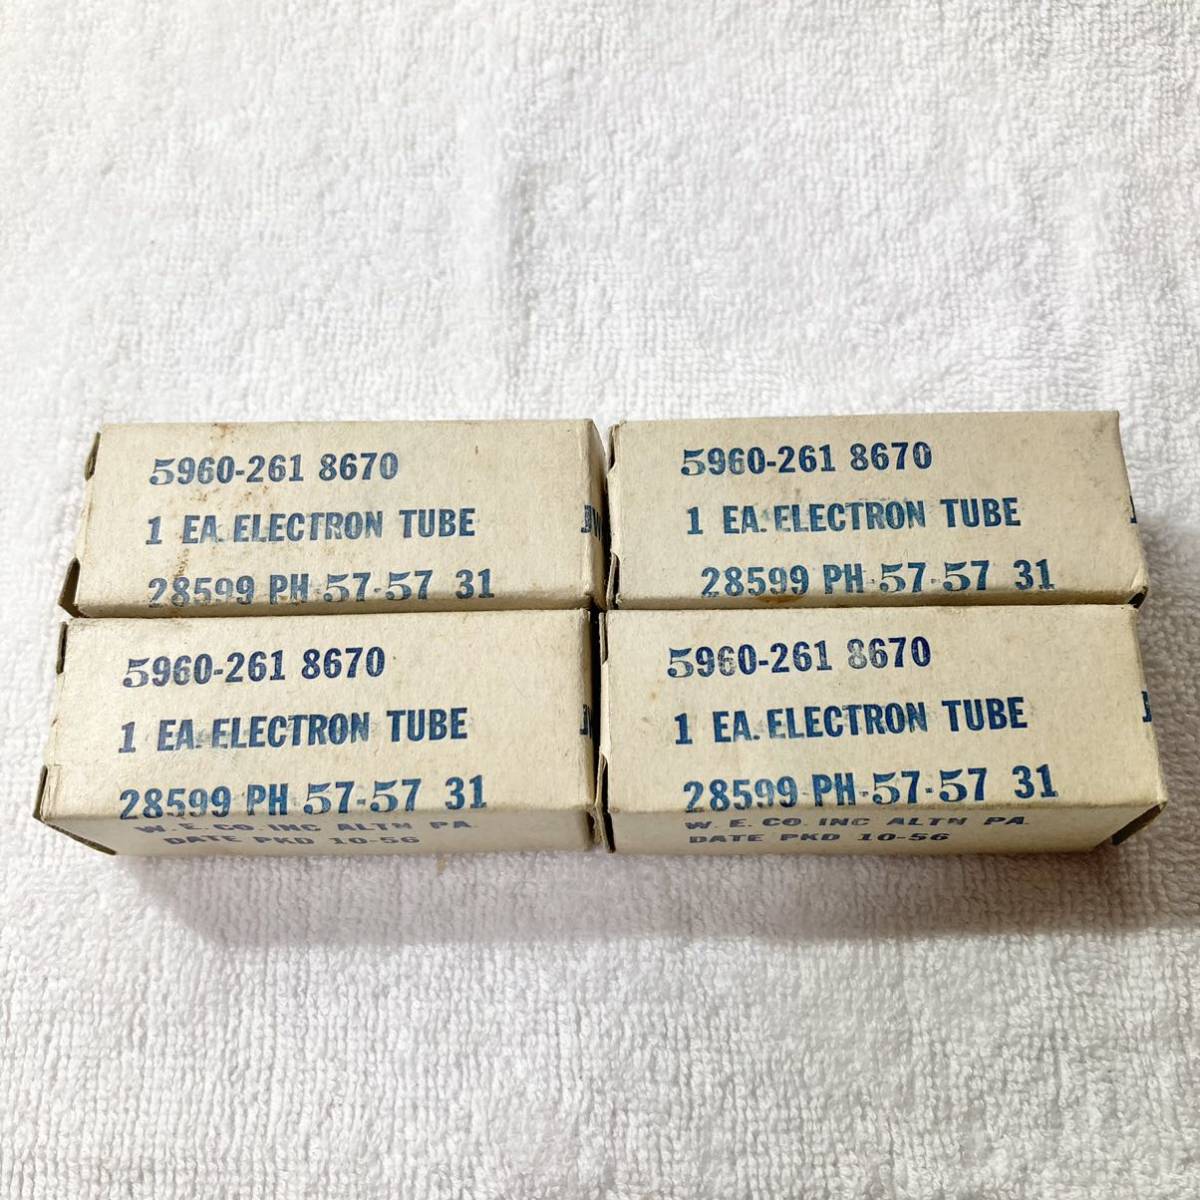 5960-261 8670
1 EA. ELECTRON TUBE
28599 PH-57-57 31
5960-261 8670
1 EA. ELECTRON TUBE
28599 PH-57-57 31
5960-261 8670
1 EA. ELECTRON TUBE
28599 PH-57-57 31
W. E. CO. INC ALTN PA.
DATE PKD 10-56
5960-261 8670
1 EA. ELECTRON TUBE
28599 PH-57-57 31
W. E. CO. INC ALTN PA.
DATE PKD 10-56